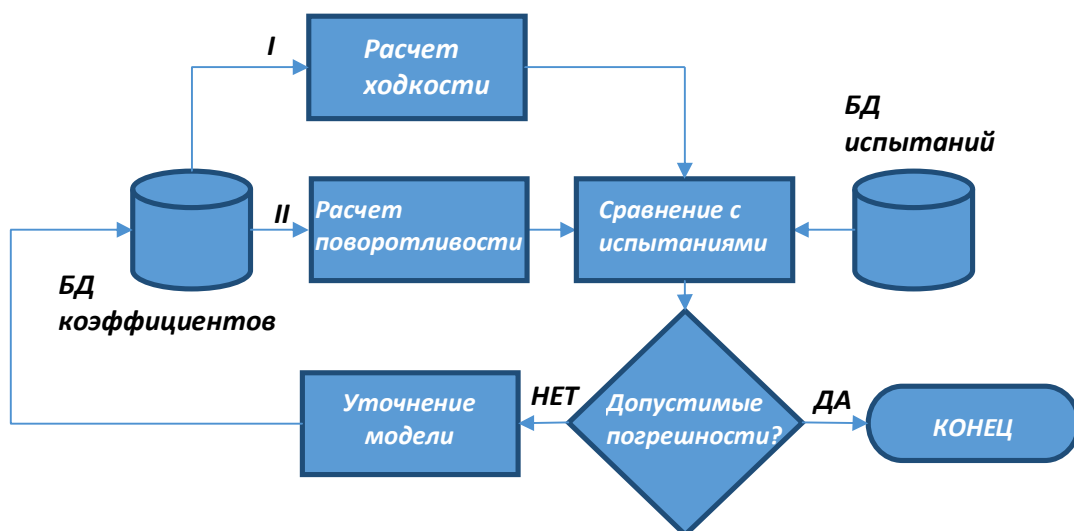 I
Расчет
ходкости
БД
испытаний
II
Расчет
поворотливости
Сравнение с
испытаниями
БД
коэффициентов
Уточнение
модели
НЕТ
Допустимые
погрешности?
ДА
КОНЕЦ